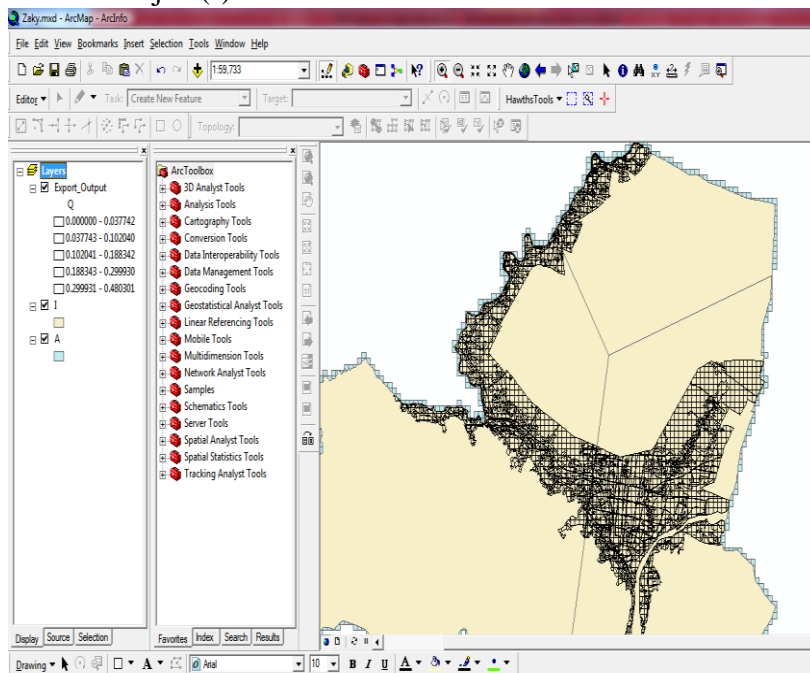 Zaky.mxd - ArcMap - ArcInfo
File Edit View Bookmarks Insert Selection Tools Window Help
1:59,733
Editor Task: Create New Feature Target: HawthsTools
Topology:
Layers
Export_Output
Q
0.000000 - 0.037742
0.037743 - 0.102040
0.102041 - 0.188342
0.188343 - 0.299930
0.299931 - 0.480301
I
A
Display Source Selection
ArcToolbox
3D Analyst Tools
Analysis Tools
Cartography Tools
Conversion Tools
Data Interoperability Tools
Data Management Tools
Geocoding Tools
Geostatistical Analyst Tools
Linear Referencing Tools
Mobile Tools
Multidimension Tools
Network Analyst Tools
Samples
Schematics Tools
Server Tools
Spatial Analyst Tools
Spatial Statistics Tools
Tracking Analyst Tools
Favorites Index Search Results
Drawing A Arial 10 B I U A